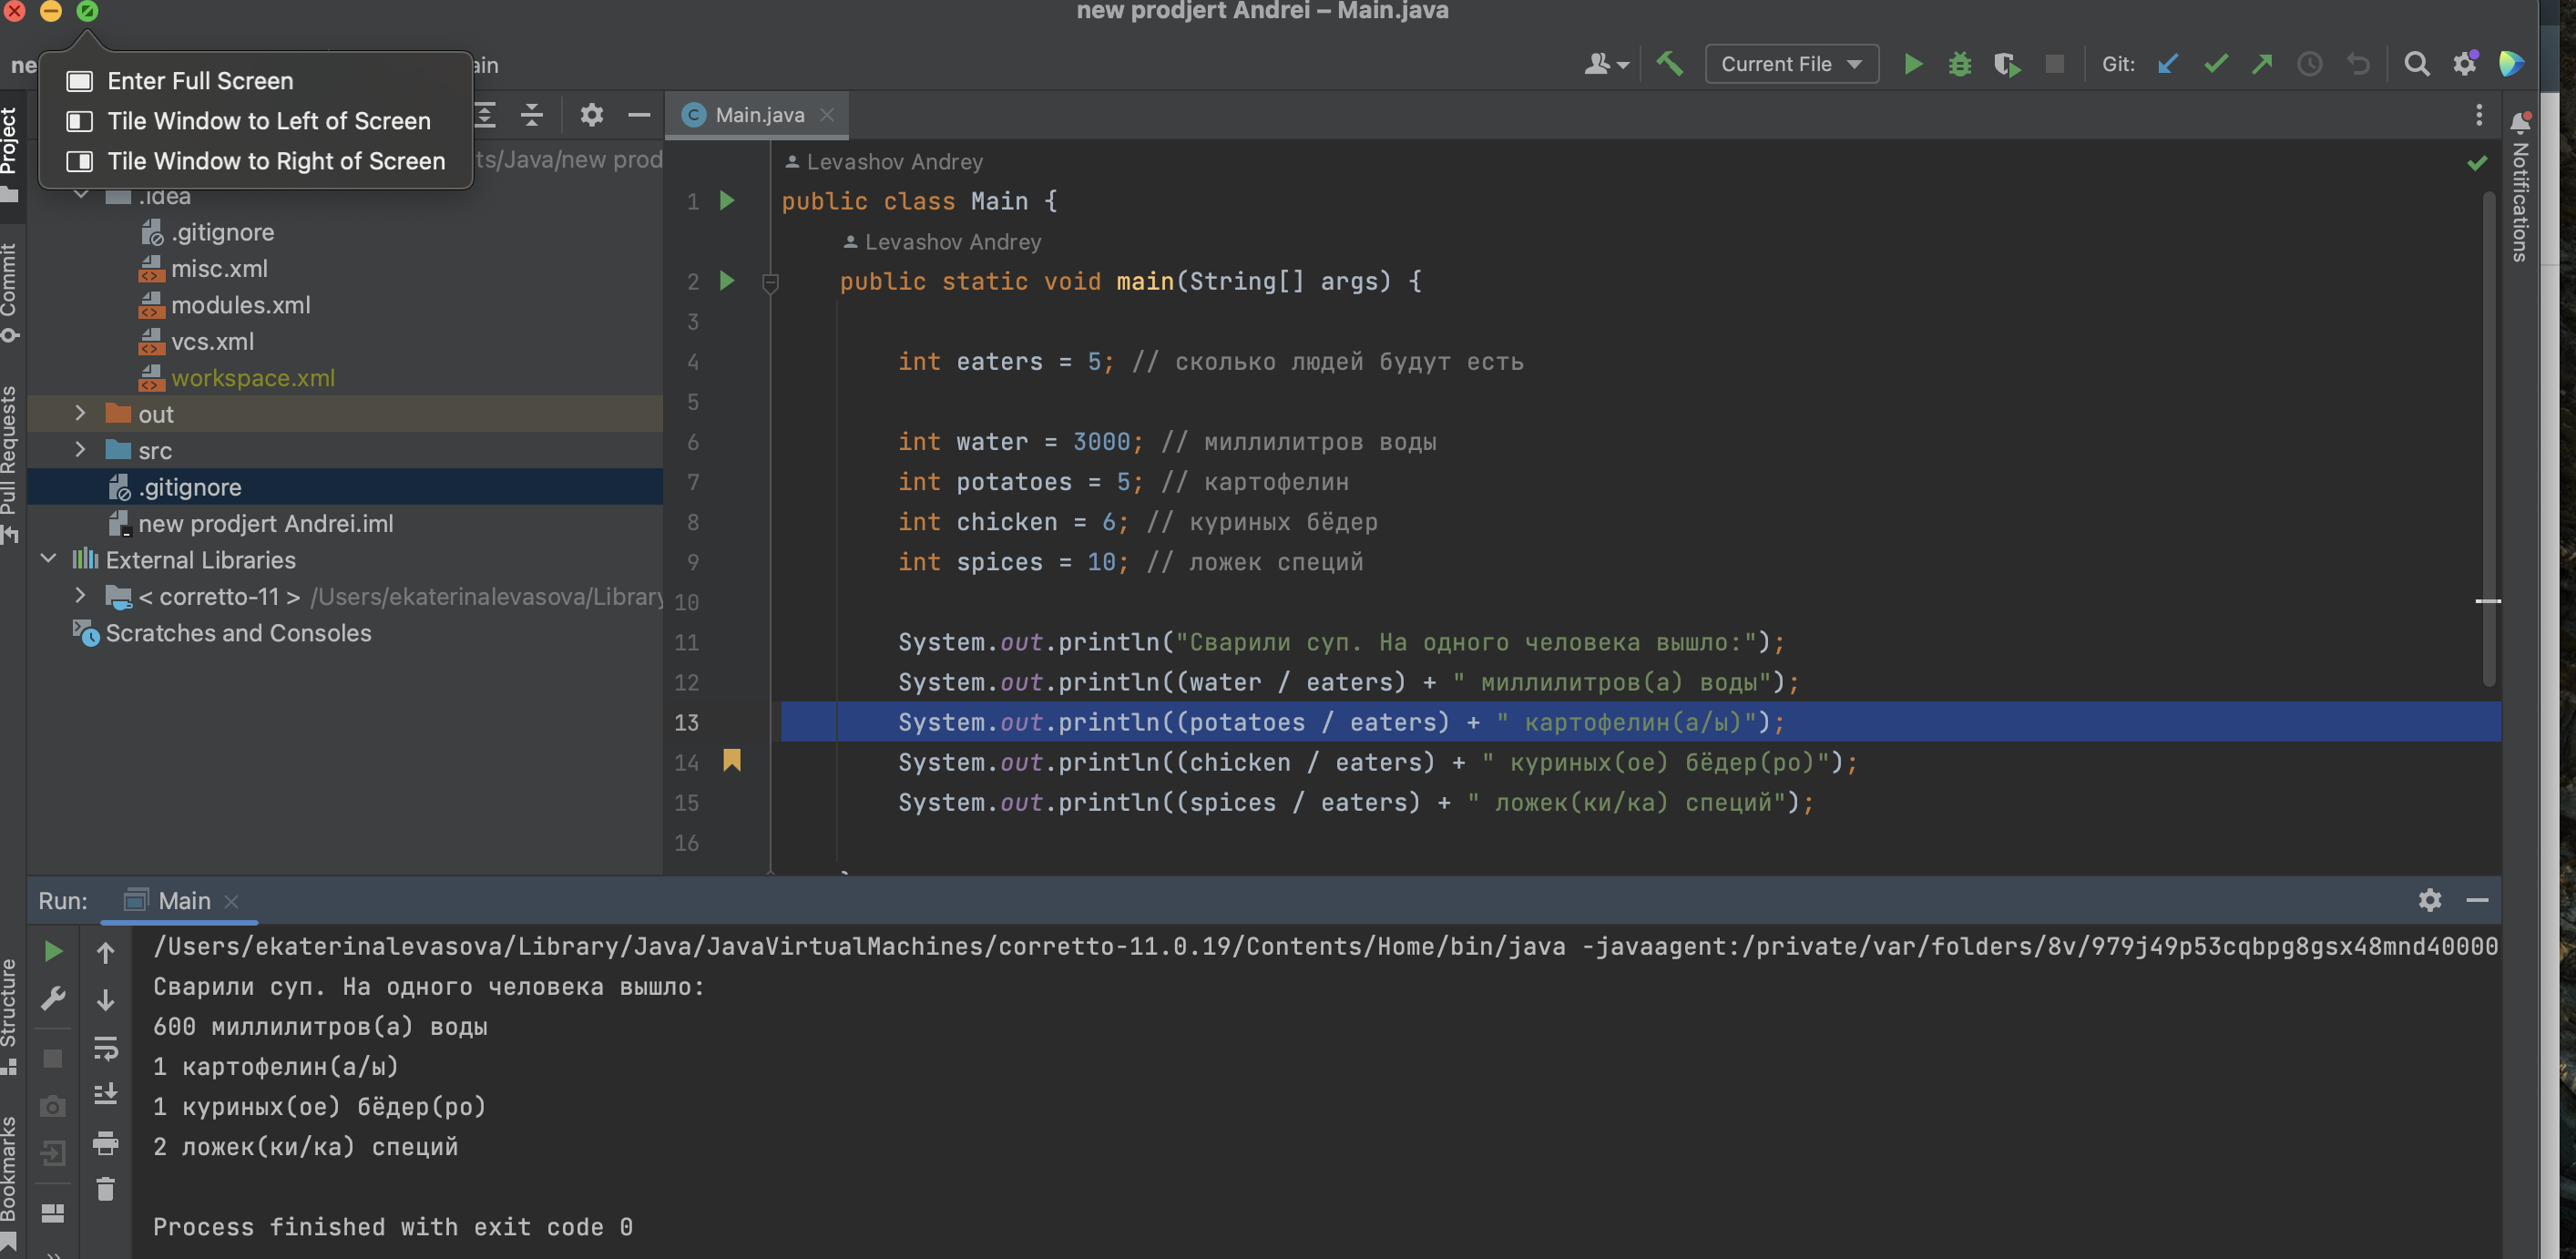 new prodjert Andrei – Main.java
Enter Full Screen
Tile Window to Left of Screen
Tile Window to Right of Screen
Current File
Git:
Project
Commit
Pull Requests
Structure
Bookmarks
Notifications
.idea
.gitignore
misc.xml
modules.xml
vcs.xml
workspace.xml
out
src
.gitignore
new prodjert Andrei.iml
External Libraries
< corretto-11 > /Users/ekaterinalevasova/Library
Scratches and Consoles
Main.java
Levashov Andrey
1 public class Main {
Levashov Andrey
2 public static void main(String[] args) {
3
4 int eaters = 5; // сколько людей будут есть
5
6 int water = 3000; // миллилитров воды
7 int potatoes = 5; // картофелин
8 int chicken = 6; // куриных бёдер
9 int spices = 10; // ложек специй
10
11 System.out.println("Сварили суп. На одного человека вышло:");
12 System.out.println((water / eaters) + " миллилитров(а) воды");
13 System.out.println((potatoes / eaters) + " картофелин(а/ы)");
14 System.out.println((chicken / eaters) + " куриных(ое) бёдер(ро)");
15 System.out.println((spices / eaters) + " ложек(ки/ка) специй");
16
Run: Main
/Users/ekaterinalevasova/Library/Java/JavaVirtualMachines/corretto-11.0.19/Contents/Home/bin/java -javaagent:/private/var/folders/8v/979j49p53cqbpg8gsx48mnd40000
Сварили суп. На одного человека вышло:
600 миллилитров(а) воды
1 картофелин(а/ы)
1 куриных(ое) бёдер(ро)
2 ложек(ки/ка) специй
Process finished with exit code 0